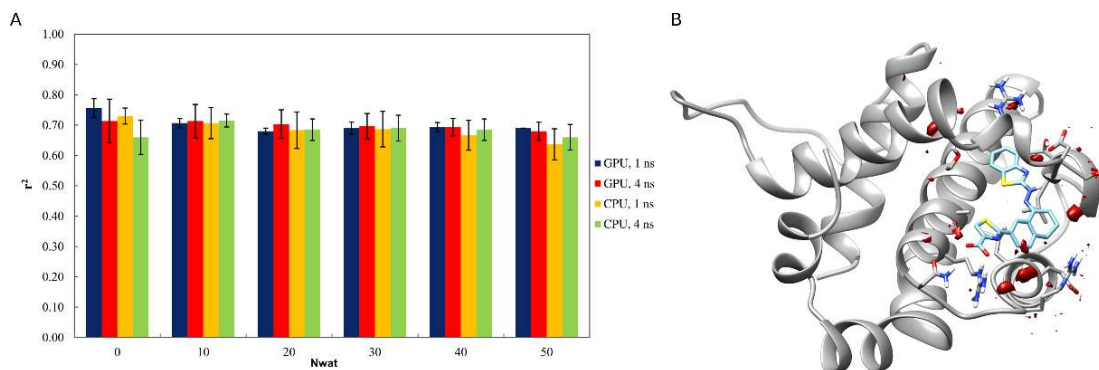 A
B
1.00
0.90
0.80
0.70
0.60
0.50
0.40
0.30
0.20
0.10
0.00
r²
0 10 20 30 40 50
Nwat
GPU, 1 ns
GPU, 4 ns
CPU, 1 ns
CPU, 4 ns